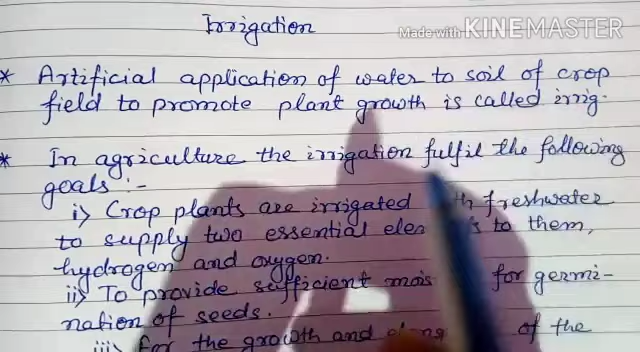 Irrigation
Made with KINEMASTER
* Artificial application of water to soil of crop
field to promote plant growth is called irrig.
* In agriculture the irrigation fulfil the following
goals :-
i) Crop plants are irrigated freshwater
to supply two essential to them,
hydrogen and oxygen.
ii) To provide sufficient for germi-
nation of seeds.
iii) For the growth and of the